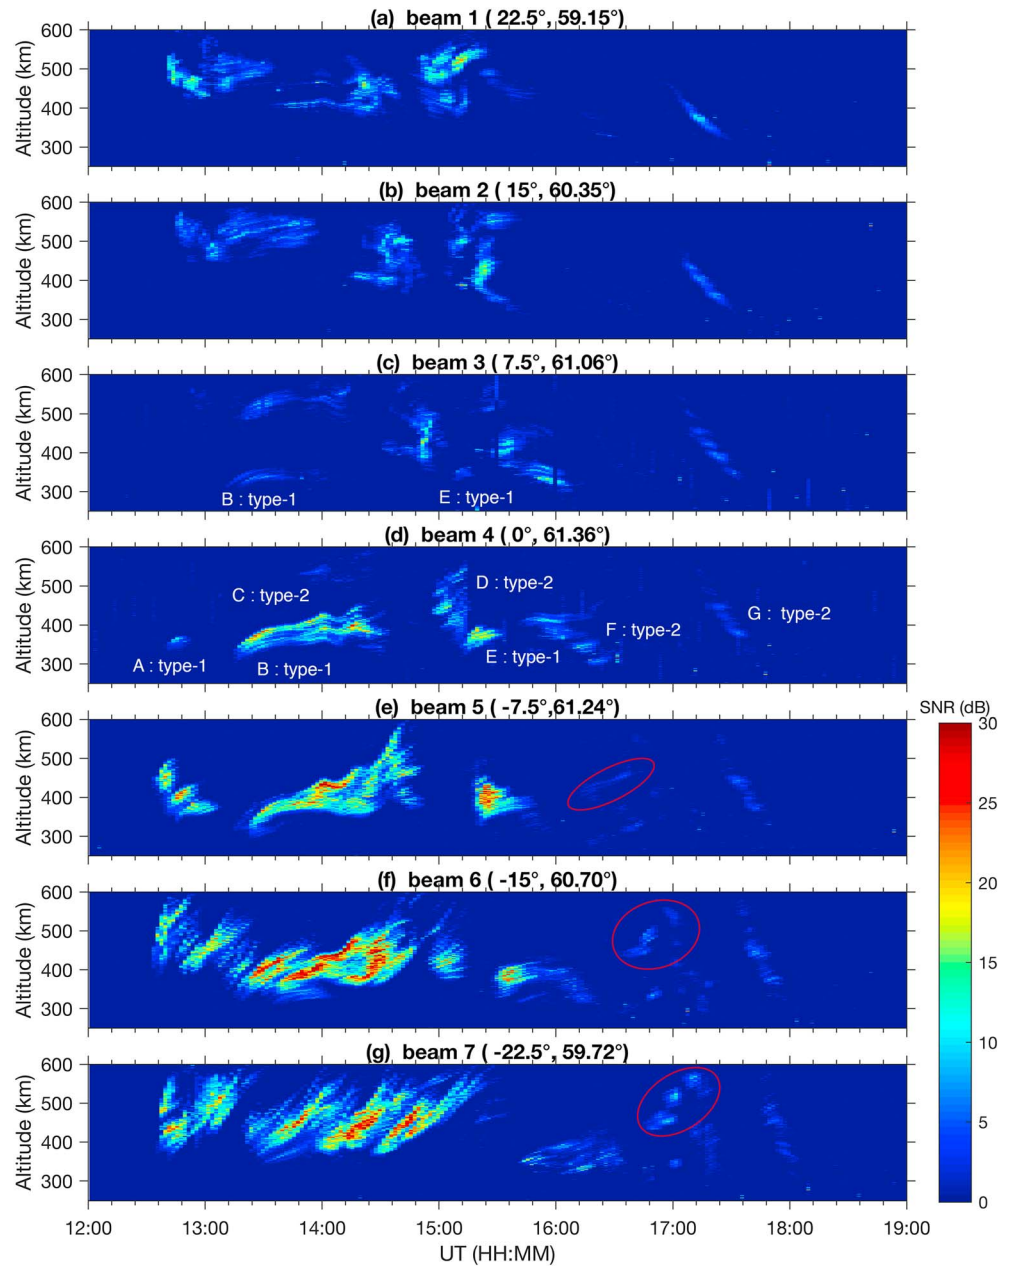 (a) beam 1 ( 22.5°, 59.15°)
600
500
400
300
Altitude (km)
(b) beam 2 ( 15°, 60.35°)
600
500
400
300
Altitude (km)
(c) beam 3 ( 7.5°, 61.06°)
600
500
400
300
Altitude (km)
B : type-1
E : type-1
(d) beam 4 ( 0°, 61.36°)
600
500
400
300
Altitude (km)
C : type-2
D : type-2
G : type-2
F : type-2
A : type-1
B : type-1
E : type-1
(e) beam 5 ( -7.5°,61.24°)
600
500
400
300
Altitude (km)
SNR (dB)
30
25
20
15
10
5
0
(f) beam 6 ( -15°, 60.70°)
600
500
400
300
Altitude (km)
(g) beam 7 ( -22.5°, 59.72°)
600
500
400
300
Altitude (km)
12:00 13:00 14:00 15:00 16:00 17:00 18:00 19:00
UT (HH:MM)